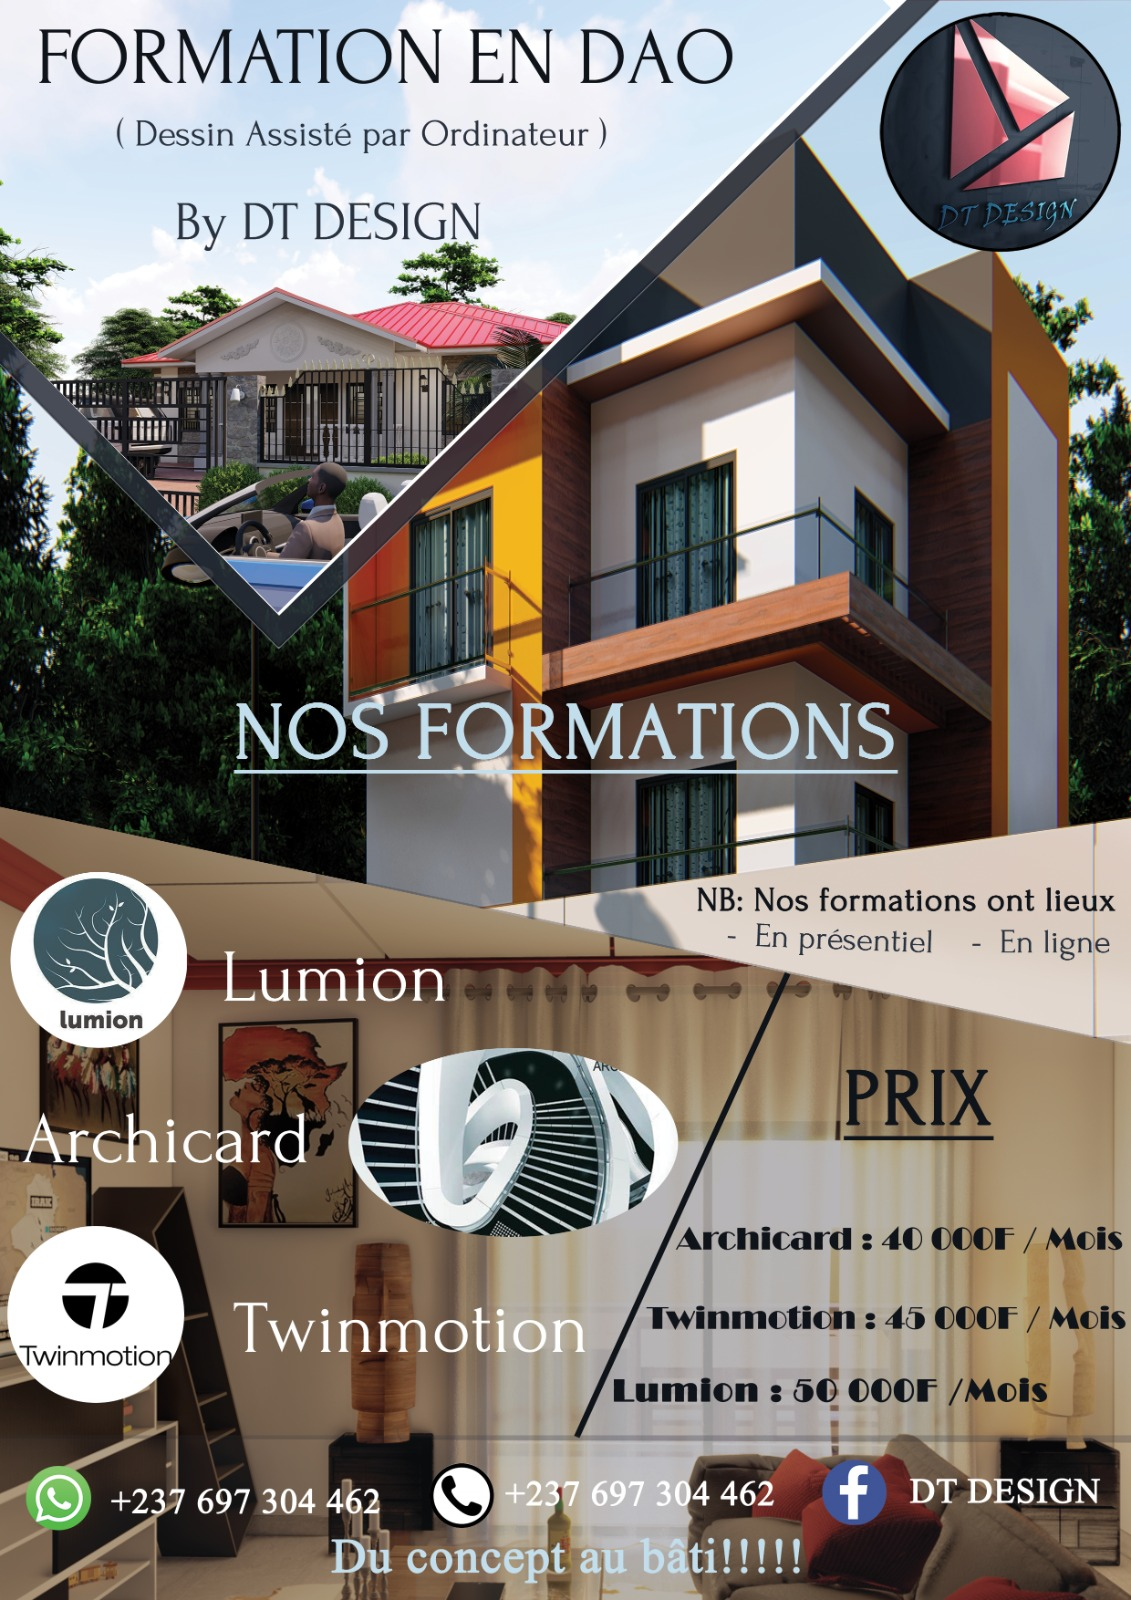 FORMATION EN DAO
( Dessin Assisté par Ordinateur )
By DT DESIGN
DT DESIGN
NOS FORMATIONS
NB: Nos formations ont lieux
- En présentiel - En ligne
lumion
Lumion
ARC
Archicard
Twinmotion
Twinmotion
PRIX
Archicard : 40 000F / Mois
Twinmotion : 45 000F / Mois
Lumion : 50 000F /Mois
+237 697 304 462
+237 697 304 462
DT DESIGN
Du concept au bâti!!!!!